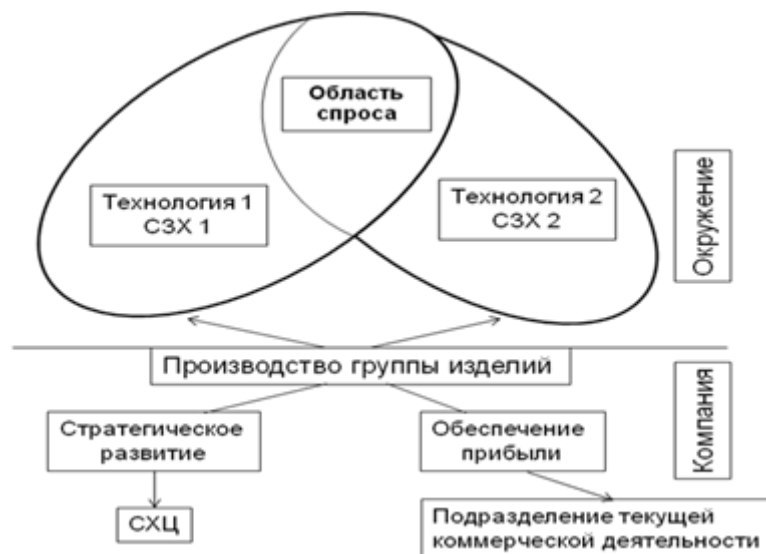 Область
спроса
Технология 1
СЗХ 1
Технология 2
СЗХ 2
Окружение
Производство группы изделий
Компания
Стратегическое
развитие
Обеспечение
прибыли
СХЦ
Подразделение текущей
коммерческой деятельности